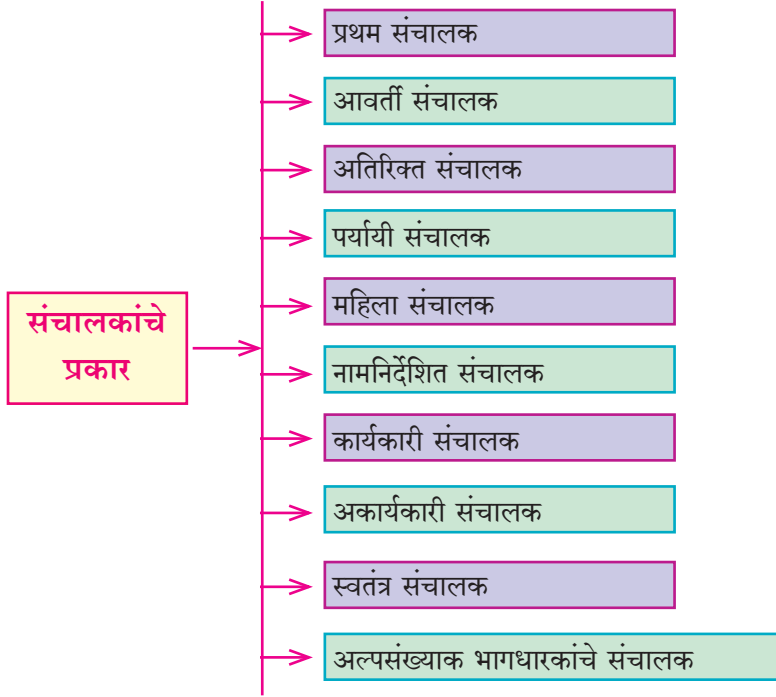 प्रथम संचालक
आवर्ती संचालक
अतिरिक्त संचालक
पर्यायी संचालक
महिला संचालक
संचालकांचे
प्रकार
नामनिर्देशित संचालक
कार्यकारी संचालक
अकार्यकारी संचालक
स्वतंत्र संचालक
अल्पसंख्याक भागधारकांचे संचालक